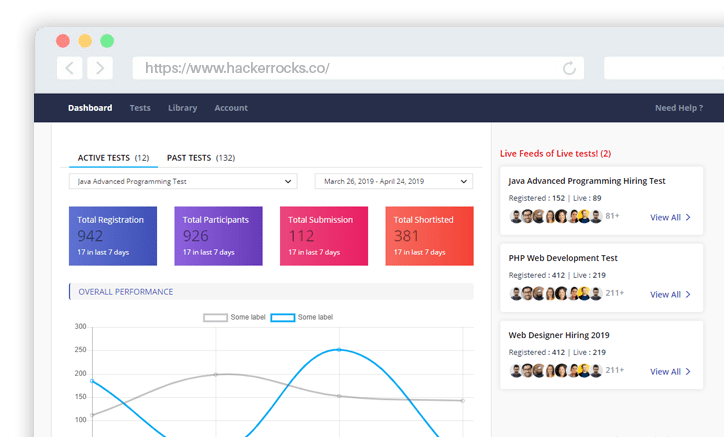 https://www.hackerrocks.co/
Dashboard Tests Library Account Need Help ?
ACTIVE TESTS (12) PAST TESTS (132)
Java Advanced Programming Test March 26, 2019 - April 24, 2019
Total Registration
942
17 in last 7 days
Total Participants
926
17 in last 7 days
Total Submission
112
17 in last 7 days
Total Shortisted
381
17 in last 7 days
OVERALL PERFORMANCE
Some label Some label
300
250
200
150
100
Live Feeds of Live tests! (2)
Java Advanced Programming Hiring Test
Registered : 152 | Live : 89
81+ View All
PHP Web Development Test
Registered : 412 | Live : 219
211+ View All
Web Designer Hiring 2019
Registered : 412 | Live : 219
211+ View All